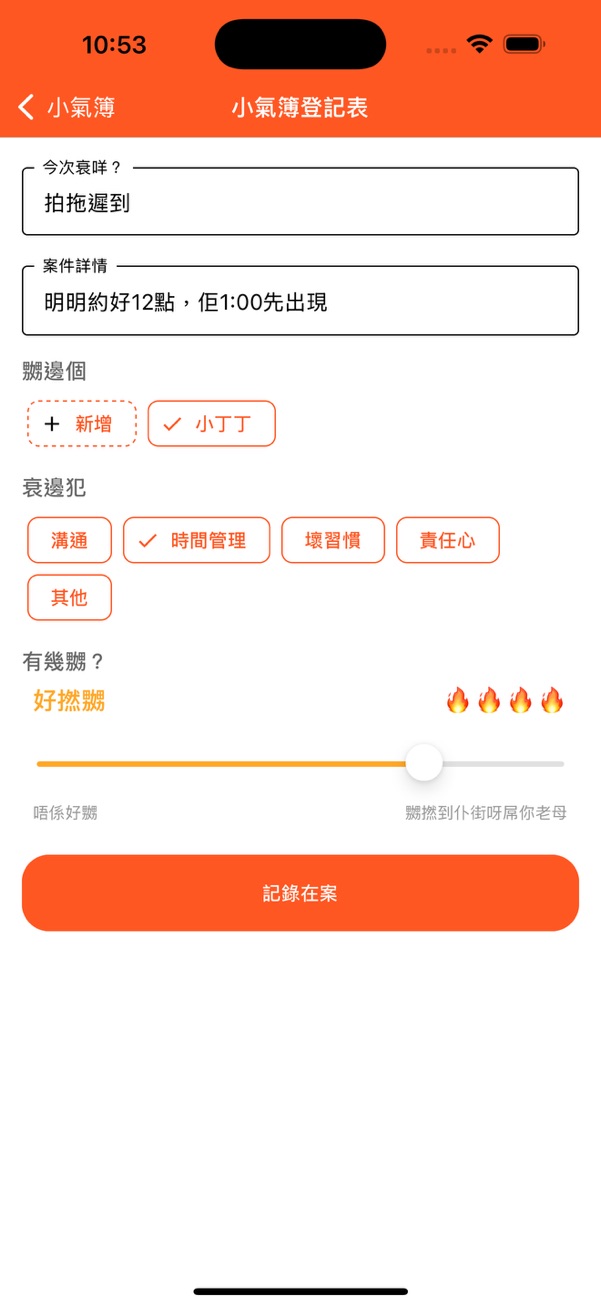 10:53
小氣簿
小氣簿登記表
今次衰咩？
拍拖遲到
案件詳情
明明約好12點，佢1:00先出現
嬲邊個
+ 新增
小丁丁
衰邊犯
溝通
時間管理
壞習慣
責任心
其他
有幾嬲？
好撚嬲
唔係好嬲
嬲撚到仆街呀屌你老母
記錄在案